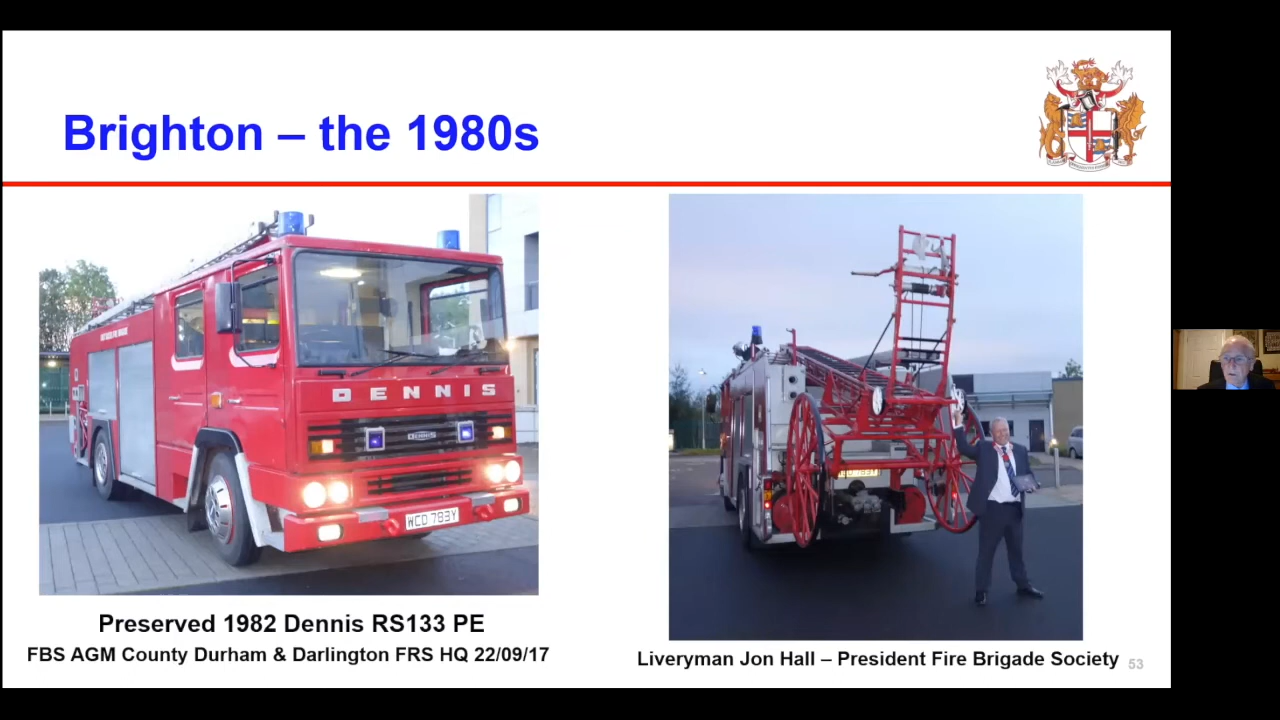 Brighton – the 1980s
DENNIS
DENNIS
WCD 783Y
Preserved 1982 Dennis RS133 PE
FBS AGM County Durham & Darlington FRS HQ 22/09/17
Liveryman Jon Hall – President Fire Brigade Society
53